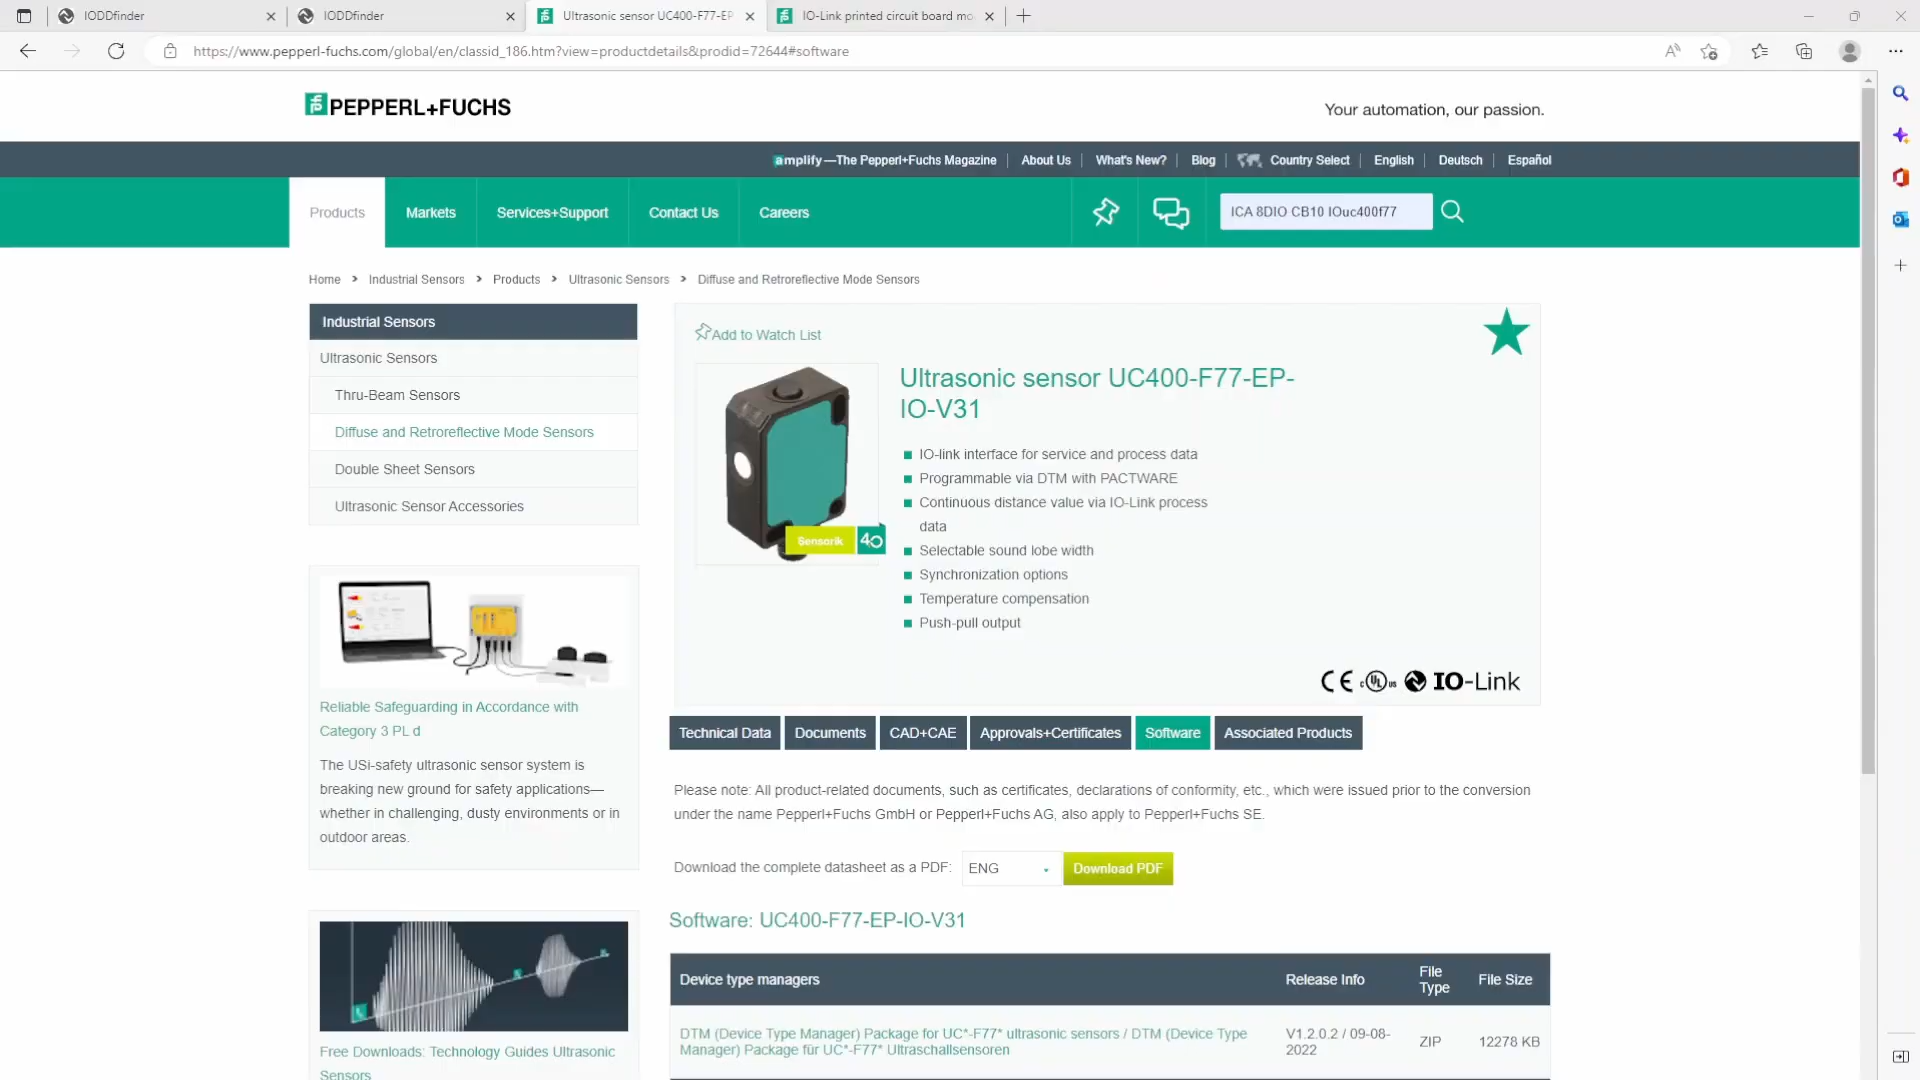 IODDfinder
IODDfinder
Ultrasonic sensor UC400-F77-EP
IO-Link printed circuit board mo
https://www.pepperl-fuchs.com/global/en/classid_186.htm?view=productdetails&prodid=72644#software
PEPPERL+FUCHS
Your automation, our passion.
amplify—The Pepperl+Fuchs Magazine
About Us
What's New?
Blog
Country Select
English
Deutsch
Español
Products
Markets
Services+Support
Contact Us
Careers
ICA 8DIO CB10 IOuc400f77
Home > Industrial Sensors > Products > Ultrasonic Sensors > Diffuse and Retroreflective Mode Sensors
Industrial Sensors
Ultrasonic Sensors
Thru-Beam Sensors
Diffuse and Retroreflective Mode Sensors
Double Sheet Sensors
Ultrasonic Sensor Accessories
Reliable Safeguarding in Accordance with
Category 3 PL d
The USi-safety ultrasonic sensor system is
breaking new ground for safety applications—
whether in challenging, dusty environments or in
outdoor areas.
Free Downloads: Technology Guides Ultrasonic
Sensors
Add to Watch List
Sensorik 4.0
Ultrasonic sensor UC400-F77-EP-
IO-V31
IO-link interface for service and process data
Programmable via DTM with PACTWARE
Continuous distance value via IO-Link process
data
Selectable sound lobe width
Synchronization options
Temperature compensation
Push-pull output
CE c UL us IO-Link
Technical Data
Documents
CAD+CAE
Approvals+Certificates
Software
Associated Products
Please note: All product-related documents, such as certificates, declarations of conformity, etc., which were issued prior to the conversion
under the name Pepperl+Fuchs GmbH or Pepperl+Fuchs AG, also apply to Pepperl+Fuchs SE.
Download the complete datasheet as a PDF: ENG Download PDF
Software: UC400-F77-EP-IO-V31
Device type managers
Release Info
File
Type
File Size
DTM (Device Type Manager) Package for UC*-F77* ultrasonic sensors / DTM (Device Type
Manager) Package für UC*-F77* Ultraschallsensoren
V1.2.0.2 / 09-08-
2022
ZIP
12278 KB